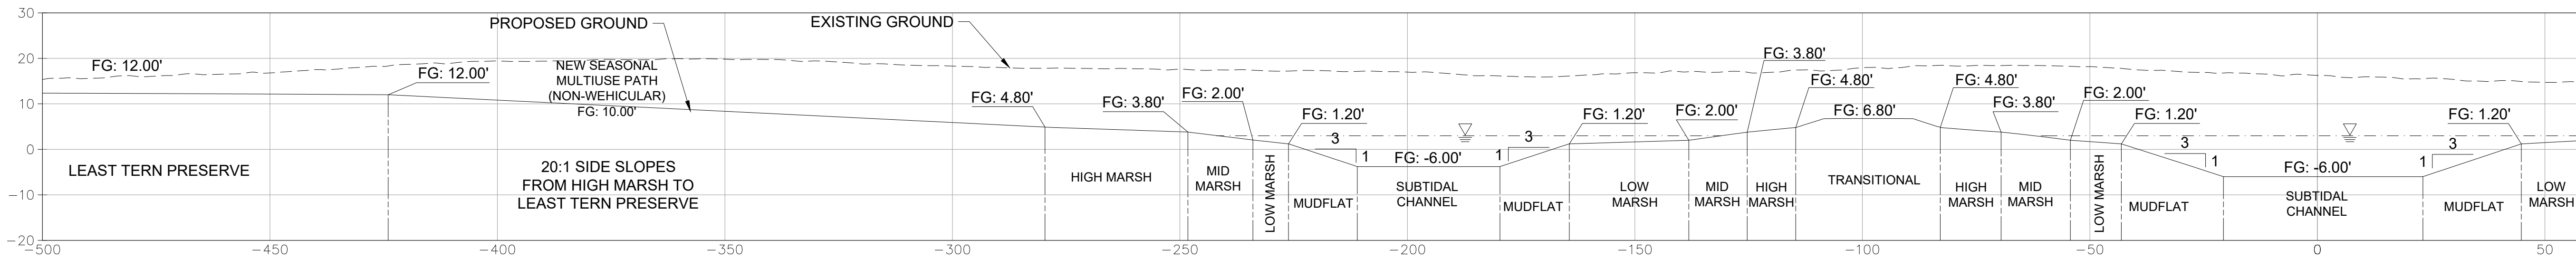 30
20
10
0
-10
-20
PROPOSED GROUND
EXISTING GROUND
FG: 12.00'
FG: 12.00'
NEW SEASONAL
MULTIUSE PATH
(NON-WEHICULAR)
FG: 10.00'
FG: 4.80'
FG: 3.80'
FG: 2.00'
FG: 1.20'
3
1
FG: -6.00'
3
1
FG: 1.20'
FG: 2.00'
FG: 3.80'
FG: 4.80'
FG: 6.80'
FG: 4.80'
FG: 3.80'
FG: 2.00'
FG: 1.20'
3
1
FG: -6.00'
3
1
FG: 1.20'
LEAST TERN PRESERVE
20:1 SIDE SLOPES
FROM HIGH MARSH TO
LEAST TERN PRESERVE
HIGH MARSH
MID
MARSH
LOW MARSH
MUDFLAT
SUBTIDAL
CHANNEL
MUDFLAT
LOW
MARSH
MID
MARSH
HIGH
MARSH
TRANSITIONAL
HIGH
MARSH
MID
MARSH
LOW MARSH
MUDFLAT
SUBTIDAL
CHANNEL
MUDFLAT
LOW
MARSH
-500
-450
-400
-350
-300
-250
-200
-150
-100
-50
0
50